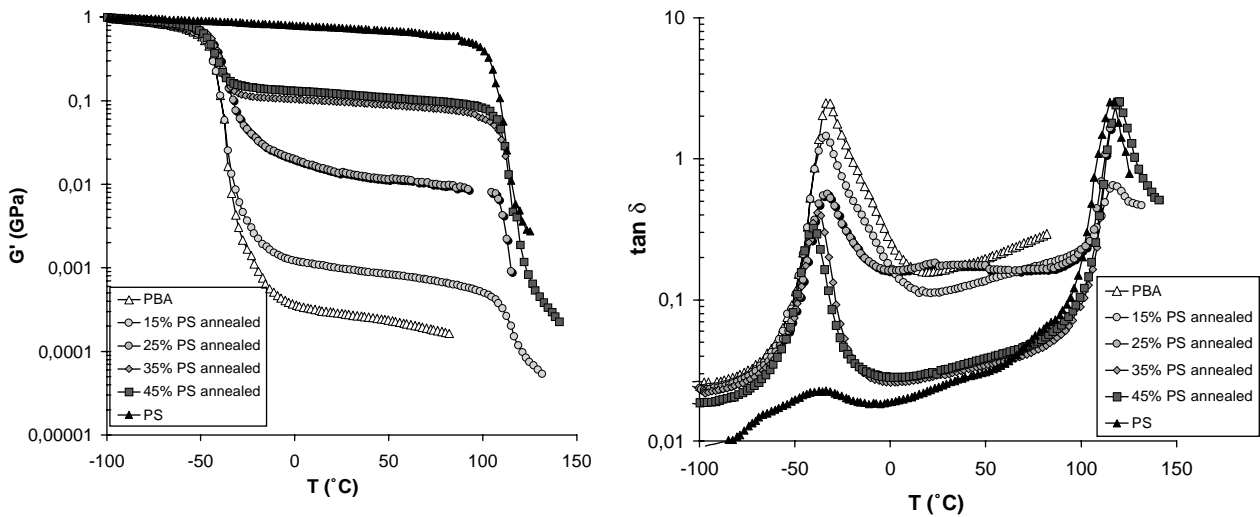 1
0,1
0,01
0,001
0,0001
0,00001
G' (GPa)
-100 -50 0 50 100 150
T (˚C)
PBA
15% PS annealed
25% PS annealed
35% PS annealed
45% PS annealed
PS
10
1
0,1
0,01
tan δ
-100 -50 0 50 100 150
T (˚C)
PBA
15% PS annealed
25% PS annealed
35% PS annealed
45% PS annealed
PS